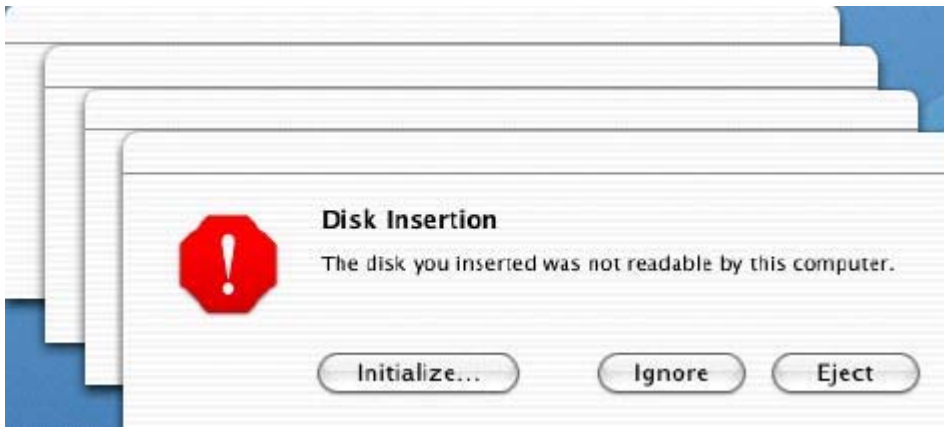 Disk Insertion
The disk you inserted was not readable by this computer.
Initialize...
Ignore
Eject